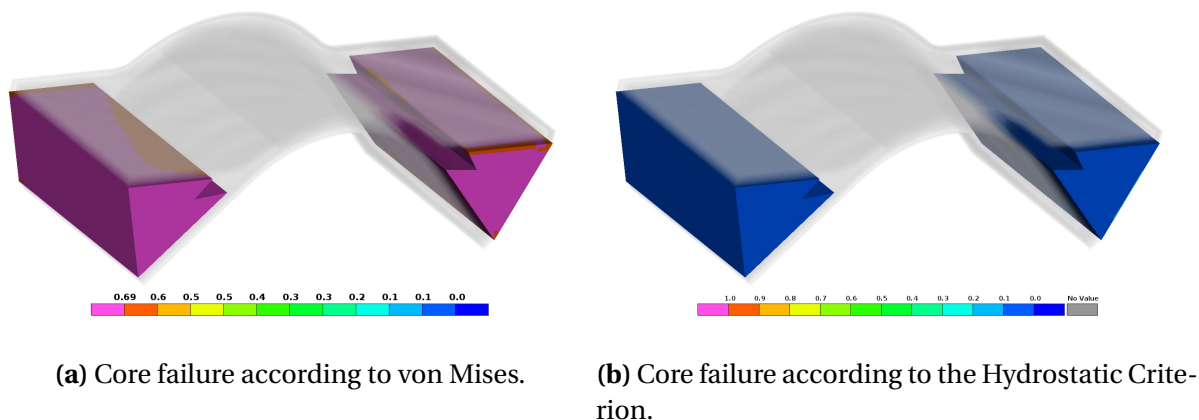 0.69 0.6 0.5 0.5 0.4 0.3 0.3 0.2 0.1 0.1 0.0
1.0 0.9 0.8 0.7 0.6 0.5 0.4 0.3 0.2 0.1 0.0 No Value
(a) Core failure according to von Mises.
(b) Core failure according to the Hydrostatic Crite-
rion.